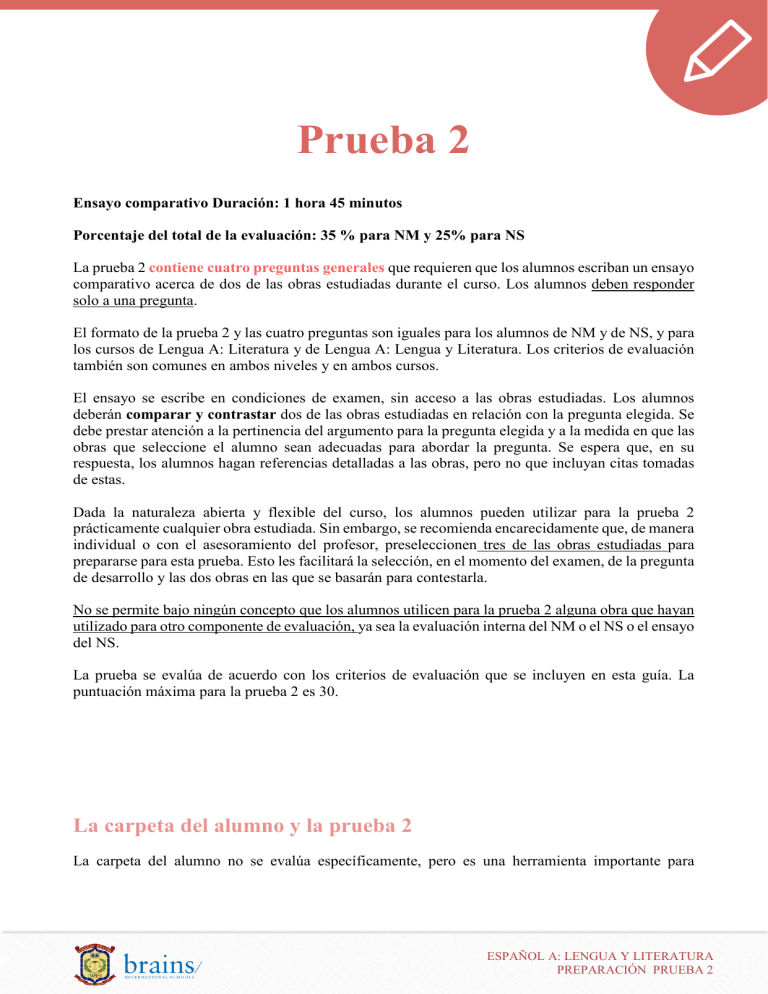 Prueba 2
Ensayo comparativo Duración: 1 hora 45 minutos
Porcentaje del total de la evaluación: 35 % para NM y 25% para NS
La prueba 2 contiene cuatro preguntas generales que requieren que los alumnos escriban un ensayo
comparativo acerca de dos de las obras estudiadas durante el curso. Los alumnos deben responder
solo a una pregunta.
El formato de la prueba 2 y las cuatro preguntas son iguales para los alumnos de NM y de NS, y para
los cursos de Lengua A: Literatura y de Lengua A: Lengua y Literatura. Los criterios de evaluación
también son comunes en ambos niveles y en ambos cursos.
El ensayo se escribe en condiciones de examen, sin acceso a las obras estudiadas. Los alumnos
deberán comparar y contrastar dos de las obras estudiadas en relación con la pregunta elegida. Se
debe prestar atención a la pertinencia del argumento para la pregunta elegida y a la medida en que las
obras que seleccione el alumno sean adecuadas para abordar la pregunta. Se espera que, en su
respuesta, los alumnos hagan referencias detalladas a las obras, pero no que incluyan citas tomadas
de estas.
Dada la naturaleza abierta y flexible del curso, los alumnos pueden utilizar para la prueba 2
prácticamente cualquier obra estudiada. Sin embargo, se recomienda encarecidamente que, de manera
individual o con el asesoramiento del profesor, preseleccionen tres de las obras estudiadas para
prepararse para esta prueba. Esto les facilitará la selección, en el momento del examen, de la pregunta
de desarrollo y las dos obras en las que se basarán para contestarla.
No se permite bajo ningún concepto que los alumnos utilicen para la prueba 2 alguna obra que hayan
utilizado para otro componente de evaluación, ya sea la evaluación interna del NM o el NS o el ensayo
del NS.
La prueba se evalúa de acuerdo con los criterios de evaluación que se incluyen en esta guía. La
puntuación máxima para la prueba 2 es 30.
La carpeta del alumno y la prueba 2
La carpeta del alumno no se evalúa específicamente, pero es una herramienta importante para
brains/
INTERNATIONAL SCHOOLS
ESPAÑOL A: LENGUA Y LITERATURA
PREPARACIÓN PRUEBA 2